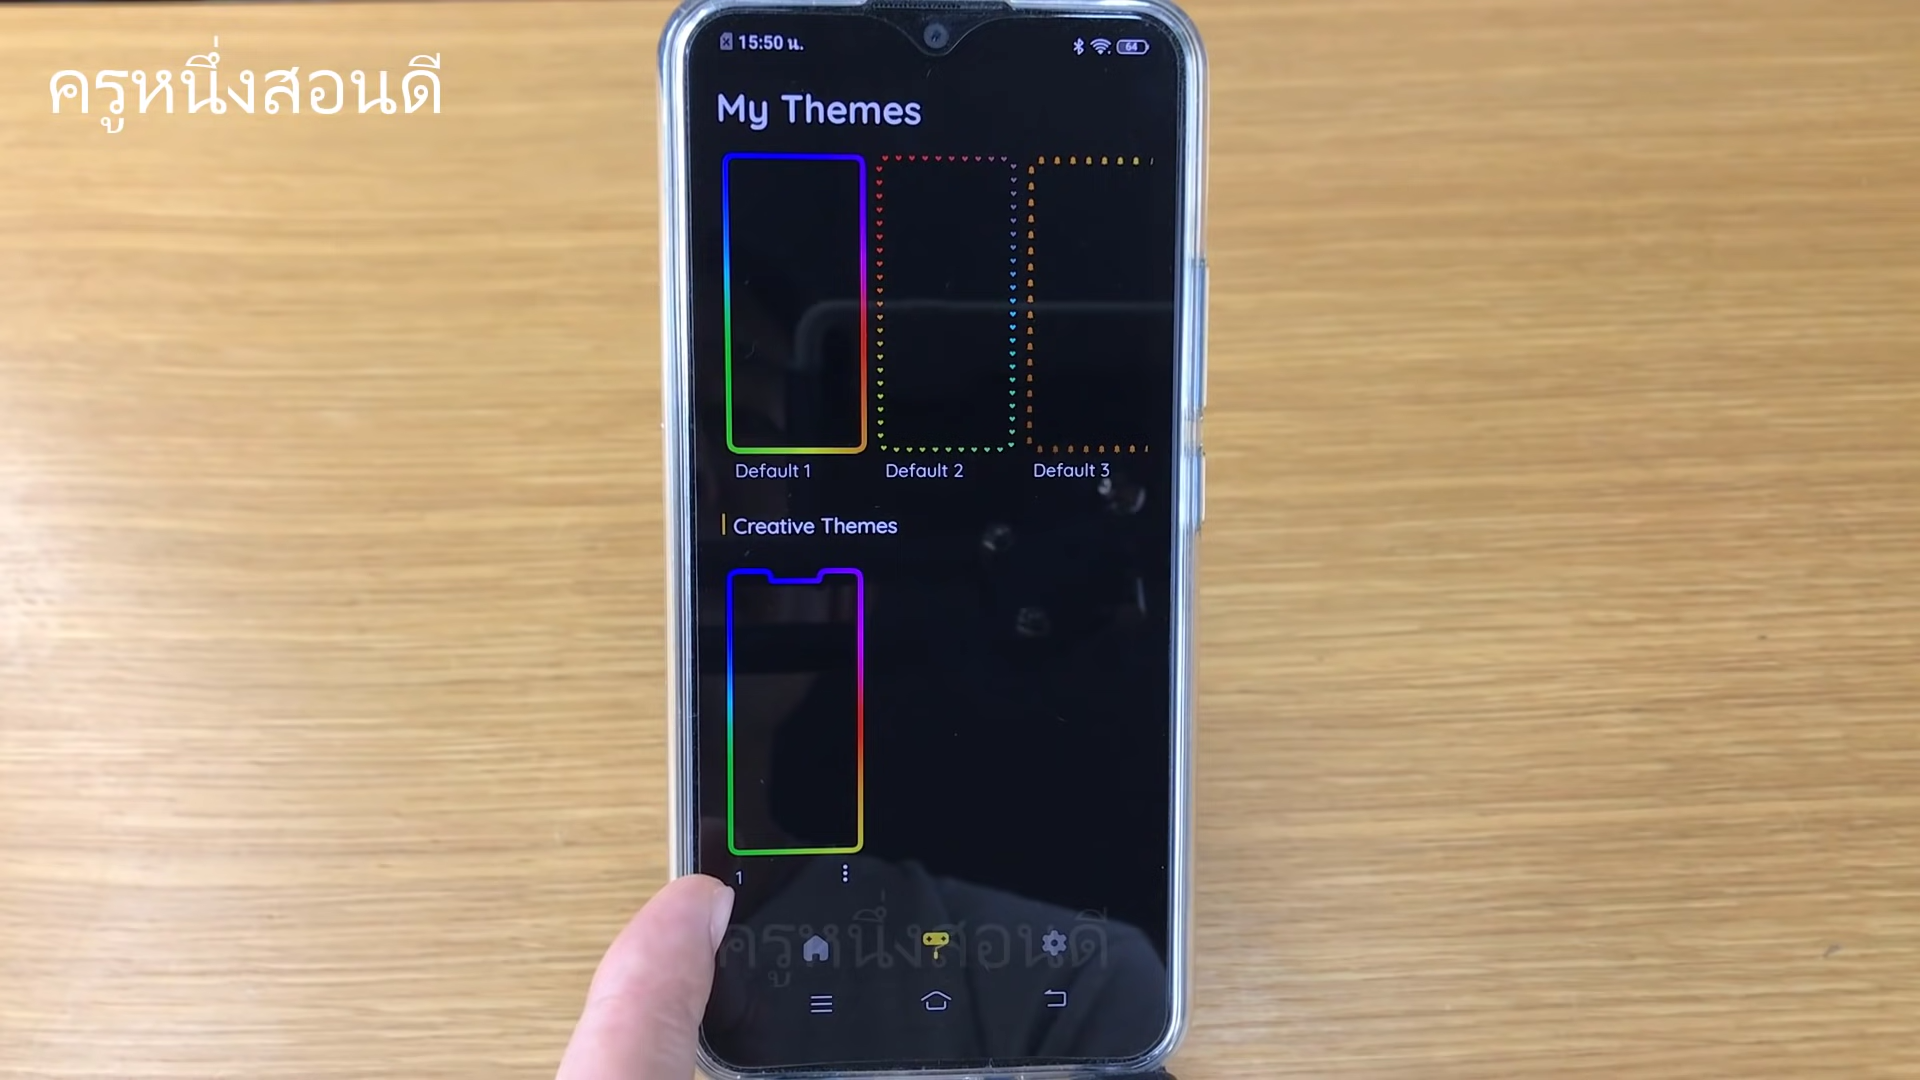 ครูหนึ่งสอนดี
15:50 น.
64
My Themes
Default 1
Default 2
Default 3
Creative Themes
1
ครูหนึ่งสอนดี